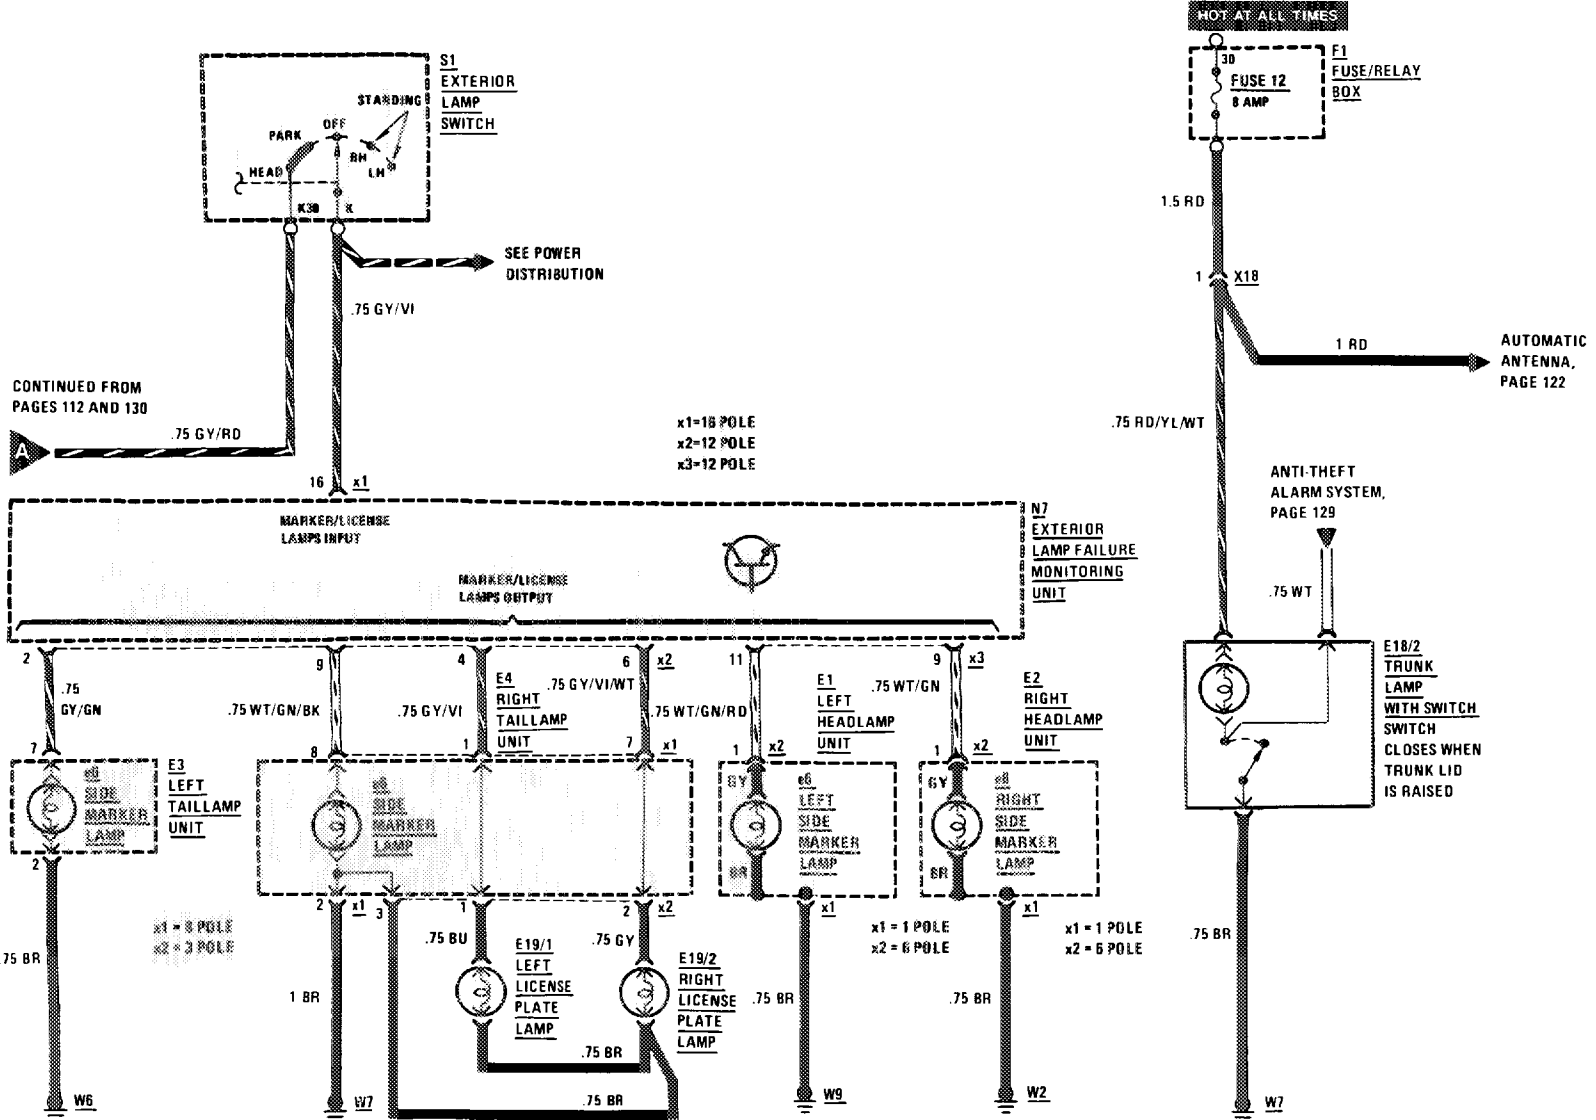 HOT AT ALL TIMES
30
FUSE 12
8 AMP
F1
FUSE/RELAY
BOX
S1
EXTERIOR
LAMP
SWITCH
STANDING
OFF
PARK
RH
HEAD
LH
K30
K
SEE POWER
DISTRIBUTION
.75 GY/VI
1.5 RD
1
X18
1 RD
AUTOMATIC
ANTENNA,
PAGE 122
CONTINUED FROM
PAGES 112 AND 130
A
.75 GY/RD
x1=16 POLE
x2=12 POLE
x3=12 POLE
.75 RD/YL/WT
ANTI-THEFT
ALARM SYSTEM,
PAGE 129
16
x1
MARKER/LICENSE
LAMPS INPUT
MARKER/LICENSE
LAMPS OUTPUT
N7
EXTERIOR
LAMP FAILURE
MONITORING
UNIT
.75 WT
2
9
4
6
x2
11
9
x3
.75
GY/GN
.75 WT/GN/BK
.75 GY/VI
E4
RIGHT
TAILLAMP
UNIT
.75 GY/VI/WT
.75 WT/GN/RD
E1
LEFT
HEADLAMP
UNIT
.75 WT/GN
E2
RIGHT
HEADLAMP
UNIT
E18/2
TRUNK
LAMP
WITH SWITCH
SWITCH
CLOSES WHEN
TRUNK LID
IS RAISED
7
8
1
7
x1
1
x2
1
x2
e6
SIDE
MARKER
LAMP
E3
LEFT
TAILLAMP
UNIT
e6
SIDE
MARKER
LAMP
GY
e6
LEFT
SIDE
MARKER
LAMP
BR
GY
e6
RIGHT
SIDE
MARKER
LAMP
BR
2
2
x1
3
1
2
x2
x1
x1
x1 = 8 POLE
x2 = 3 POLE
x1 = 1 POLE
x2 = 6 POLE
x1 = 1 POLE
x2 = 6 POLE
.75 BR
1 BR
.75 BU
E19/1
LEFT
LICENSE
PLATE
LAMP
.75 GY
E19/2
RIGHT
LICENSE
PLATE
LAMP
.75 BR
.75 BR
.75 BR
.75 BR
.75 BR
W6
W7
W9
W2
W7